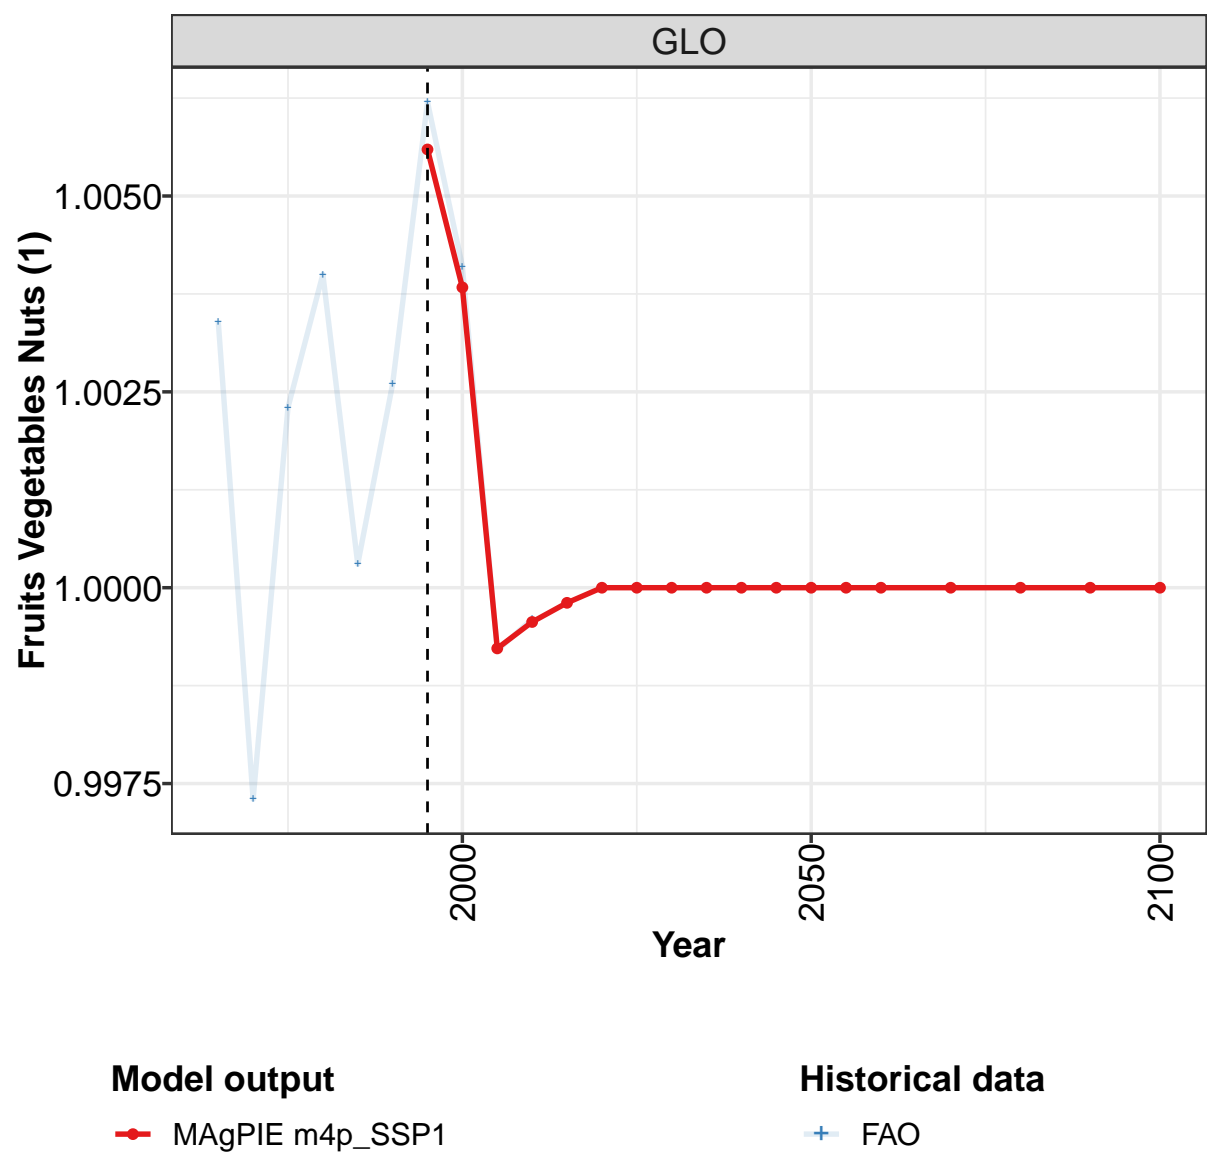 GLO
Fruits Vegetables Nuts (1)
1.0050
1.0025
1.0000
0.9975
2000
2050
2100
Year
Model output
MAgPIE m4p_SSP1
Historical data
FAO